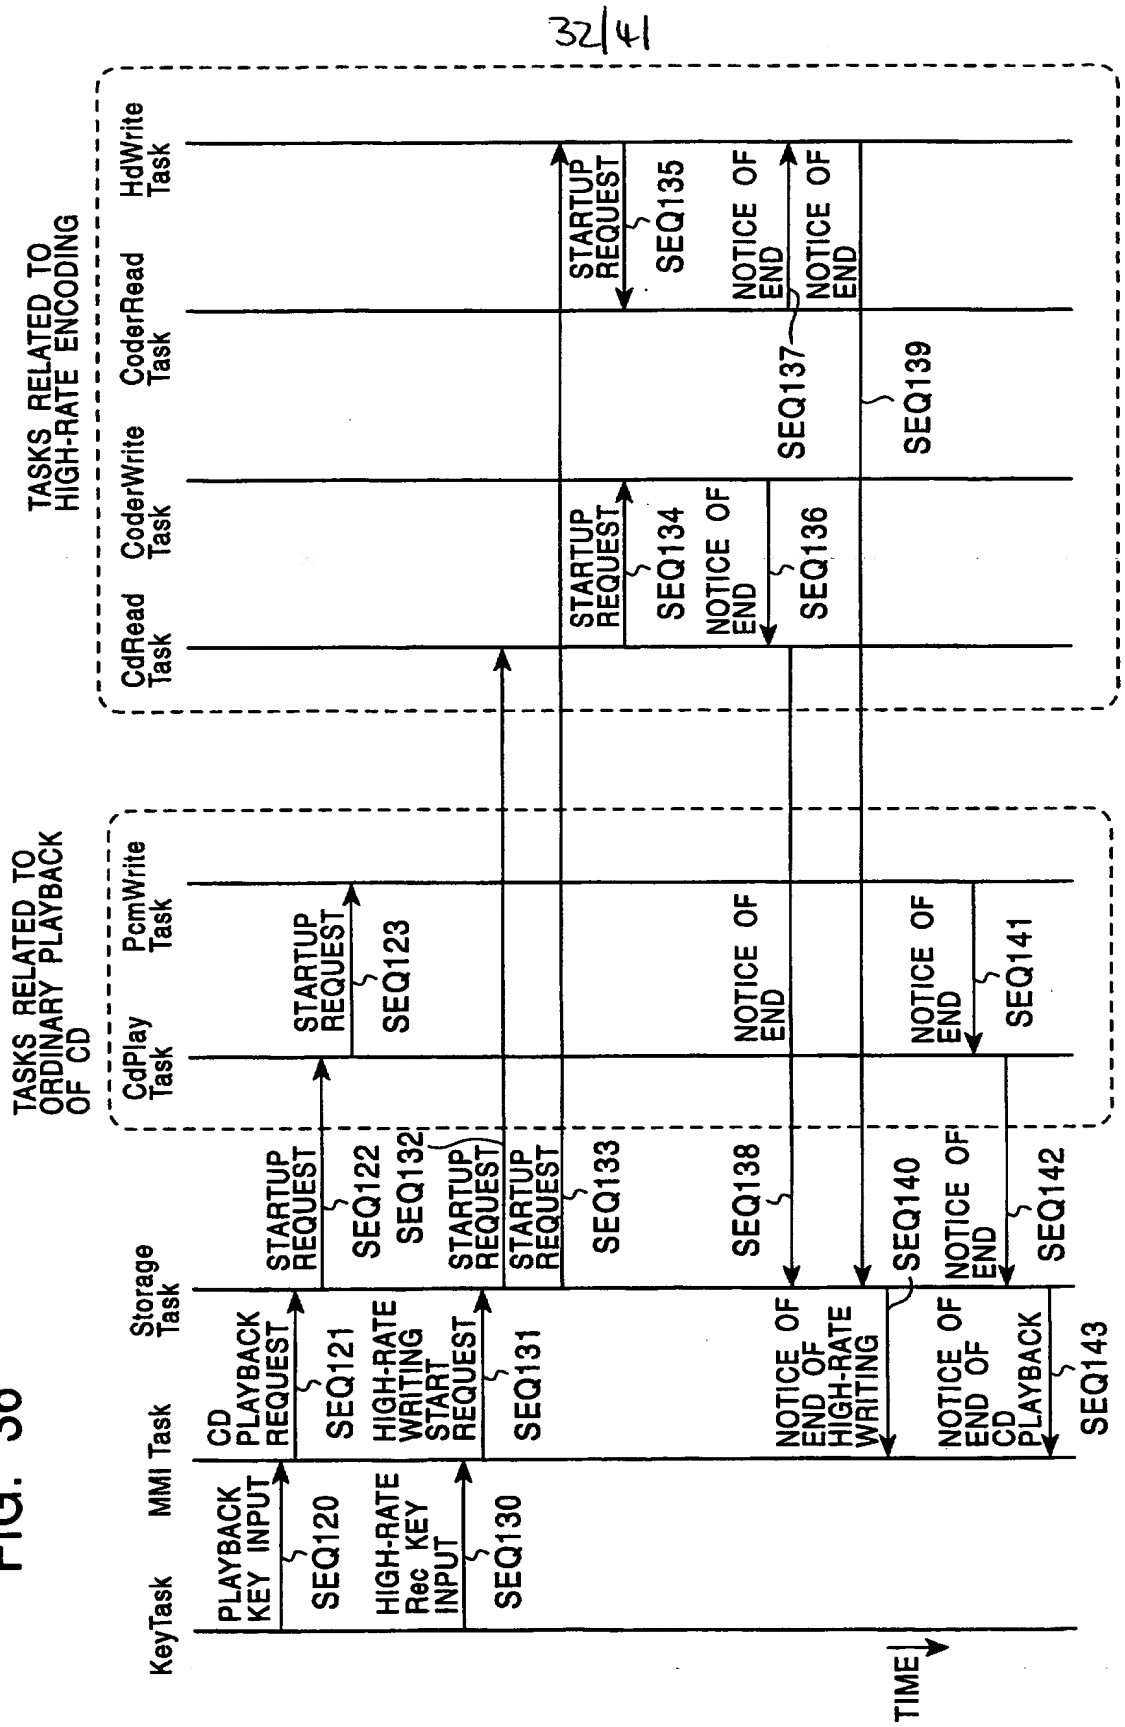 32/41
FIG. 36
TASKS RELATED TO
ORDINARY PLAYBACK
OF CD
TASKS RELATED TO
HIGH-RATE ENCODING
KeyTask
MMI Task
Storage
Task
CdPlay
Task
PcmWrite
Task
CdRead
Task
CoderWrite
Task
CoderRead
Task
HdWrite
Task
PLAYBACK
KEY INPUT
SEQ120
CD
PLAYBACK
REQUEST
SEQ121
STARTUP
REQUEST
SEQ122
STARTUP
REQUEST
SEQ123
HIGH-RATE
Rec KEY
INPUT
SEQ130
HIGH-RATE
WRITING
START
REQUEST
SEQ131
SEQ132
STARTUP
REQUEST
STARTUP
REQUEST
SEQ133
STARTUP
REQUEST
SEQ134
STARTUP
REQUEST
SEQ135
NOTICE OF
END
SEQ136
NOTICE OF
END
SEQ137
NOTICE OF
END
SEQ138
NOTICE OF
END
SEQ139
NOTICE OF
END OF
HIGH-RATE
WRITING
SEQ140
NOTICE OF
END
SEQ141
NOTICE OF
END
SEQ142
NOTICE OF
END OF
CD
PLAYBACK
SEQ143
TIME